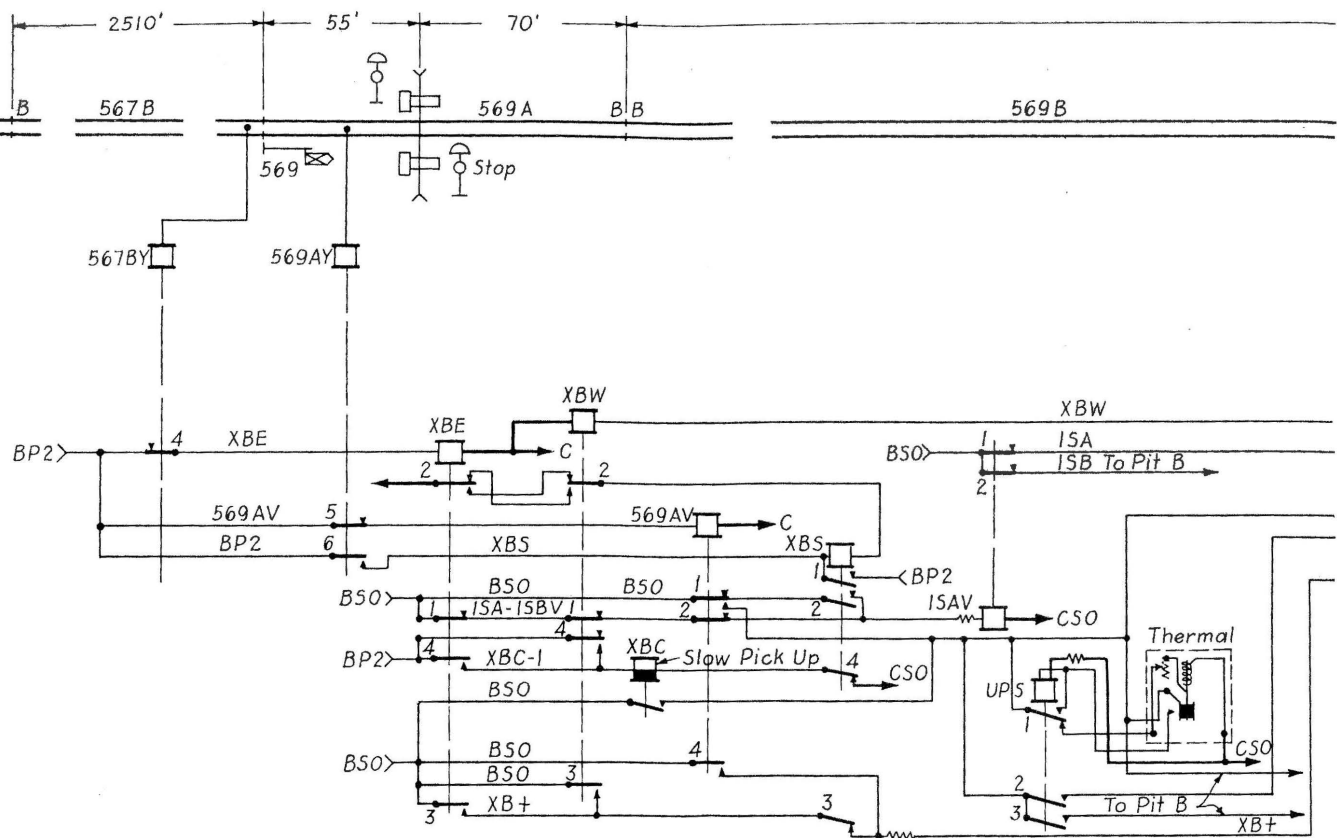 2510' 55' 70'
B 567B 569A B B 569B
569 Stop
567BY 569AY
XBW
XBE XBW
BP2 4 XBE C BSO 1 ISA
2 2 2 ISB To Pit B
569AV 5 569AV C
BP2 6 XBS XBS
1 BP2
BSO BSO BSO 1 2 ISAV
1 ISA-ISBV 1 2 CSO
4 XBC Thermal
BP2 4 XBC-1 Slow Pick Up 4 CSO
UPS
BSO 1
BSO BSO 4 CSO
BSO 3 2 To Pit B
3 XB+ 3 3 XB+